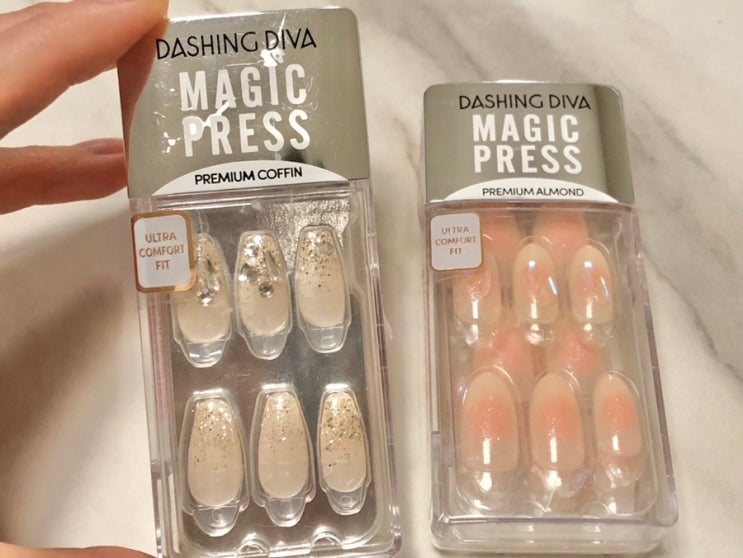 DASHING DIVA
MAGIC
PRESS
PREMIUM COFFIN
ULTRA
COMFORT
FIT
DASHING DIVA
MAGIC
PRESS
PREMIUM ALMOND
ULTRA
COMFORT
FIT